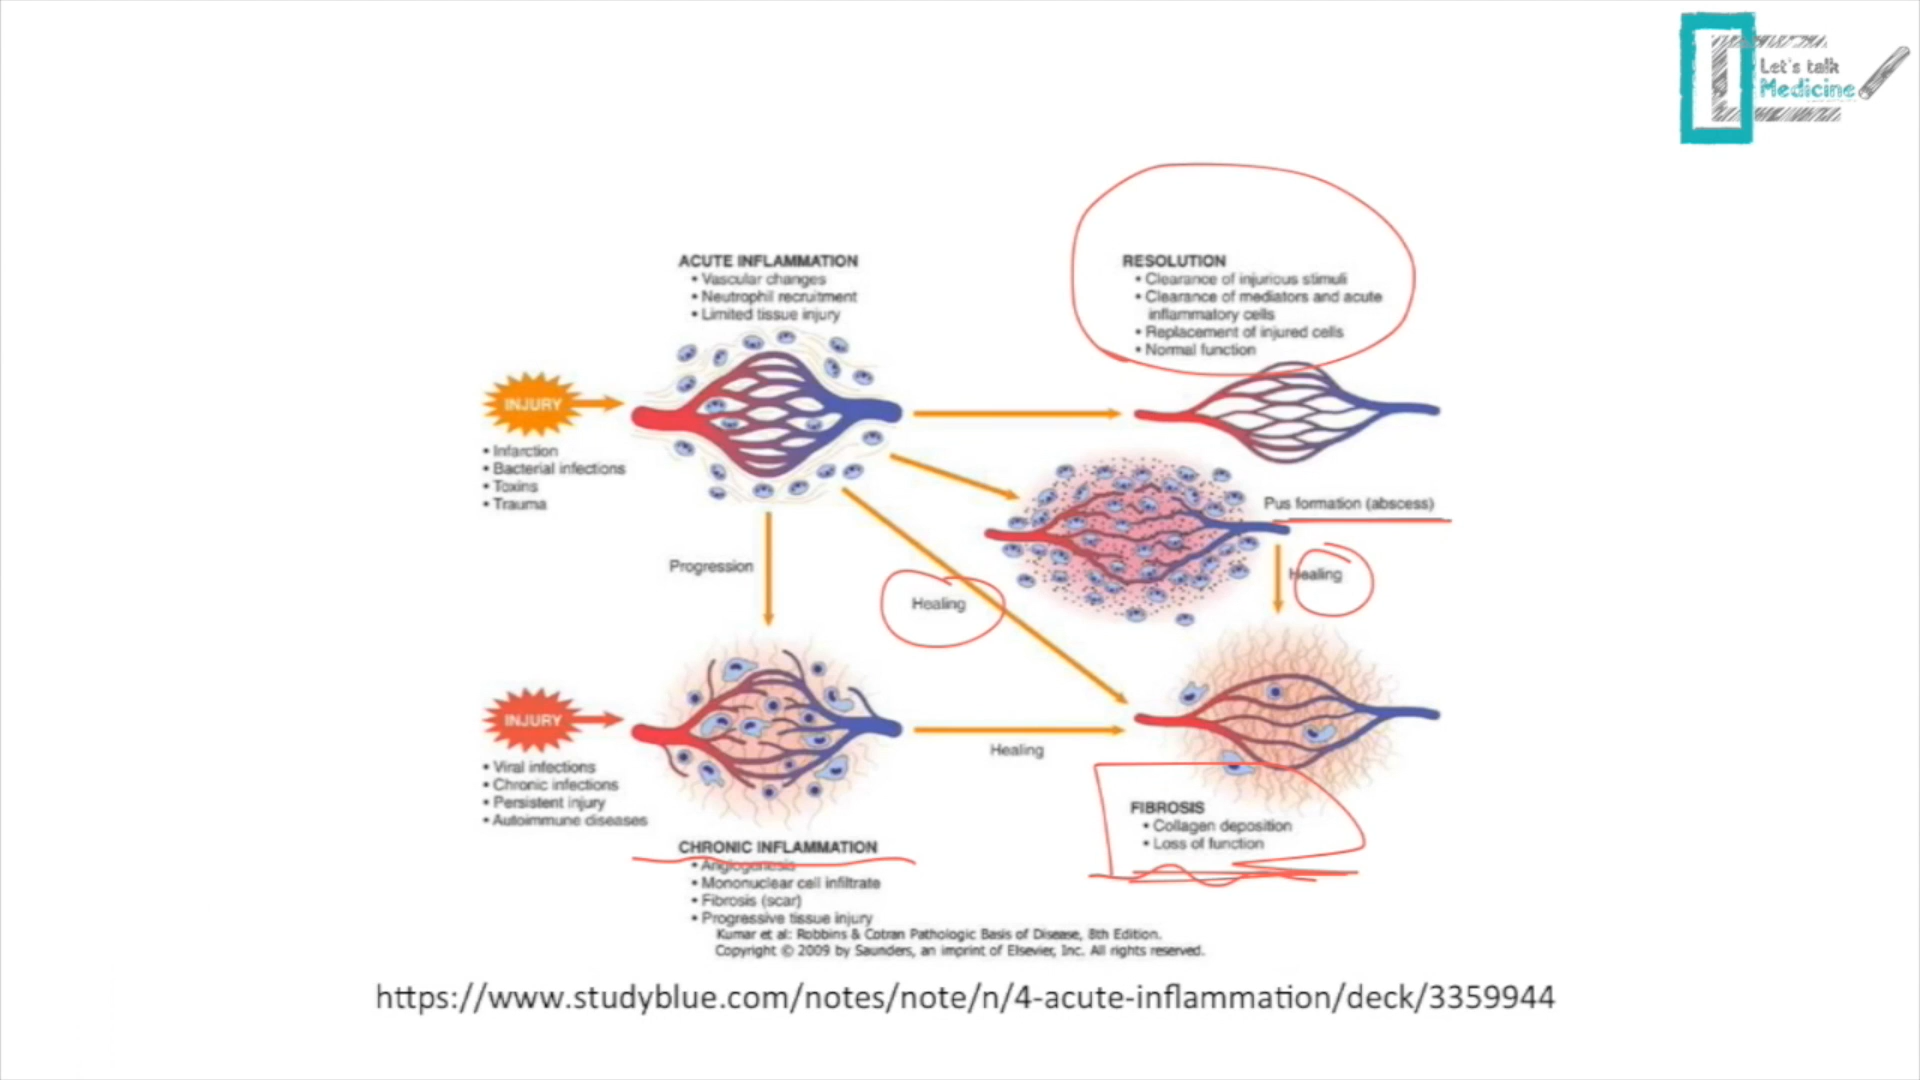 Let's talk
Medicine
ACUTE INFLAMMATION
• Vascular changes
• Neutrophil recruitment
• Limited tissue injury
RESOLUTION
• Clearance of injurious stimuli
• Clearance of mediators and acute
inflammatory cells
• Replacement of injured cells
• Normal function
INJURY
• Infarction
• Bacterial infections
• Toxins
• Trauma
Pus formation (abscess)
Progression
Healing
Healing
INJURY
• Viral infections
• Chronic infections
• Persistent injury
• Autoimmune diseases
Healing
FIBROSIS
• Collagen deposition
• Loss of function
CHRONIC INFLAMMATION
• Angiogenesis
• Mononuclear cell infiltrate
• Fibrosis (scar)
• Progressive tissue injury
Kumar et al: Robbins & Cotran Pathologic Basis of Disease, 8th Edition.
Copyright © 2009 by Saunders, an imprint of Elsevier, Inc. All rights reserved.
https://www.studyblue.com/notes/note/n/4-acute-inflammation/deck/3359944